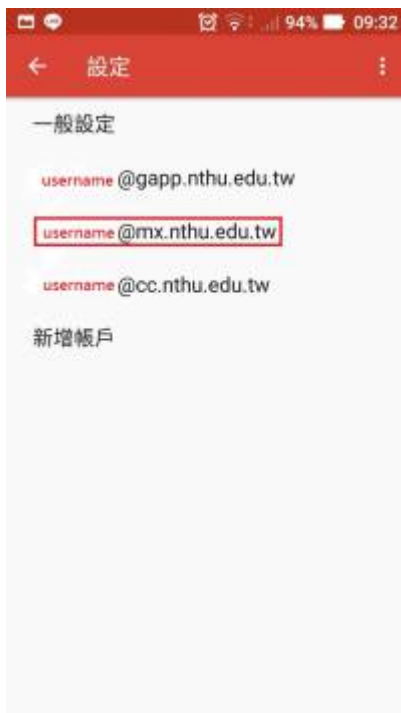 94% 09:32
設定
一般設定
username @gapp.nthu.edu.tw
username @mx.nthu.edu.tw
username @cc.nthu.edu.tw
新增帳戶